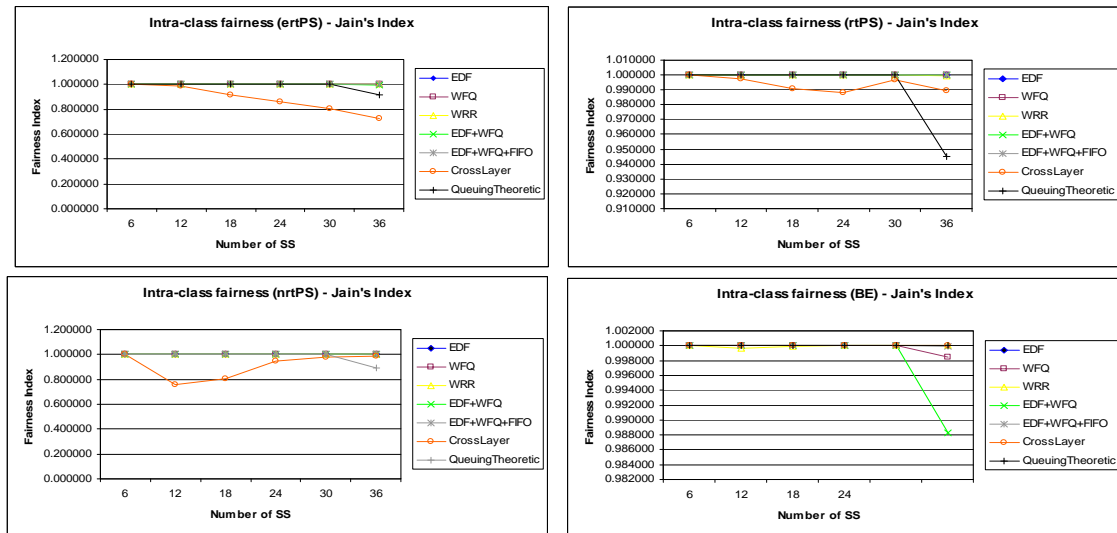 Intra-class fairness (ertPS) - Jain's Index
1.200000
1.000000
0.800000
0.600000
0.400000
0.200000
0.000000
Fairness Index
6 12 18 24 30 36
Number of SS
EDF
WFQ
WRR
EDF+WFQ
EDF+WFQ+FIFO
CrossLayer
QueuingTheoretic
Intra-class fairness (rtPS) - Jain's Index
1.010000
1.000000
0.990000
0.980000
0.970000
0.960000
0.950000
0.940000
0.930000
0.920000
0.910000
Fairness Index
6 12 18 24 30 36
Number of SS
EDF
WFQ
WRR
EDF+WFQ
EDF+WFQ+FIFO
CrossLayer
QueuingTheoretic
Intra-class fairness (nrtPS) - Jain's Index
1.200000
1.000000
0.800000
0.600000
0.400000
0.200000
0.000000
Fairness Index
6 12 18 24 30 36
Number of SS
EDF
WFQ
WRR
EDF+WFQ
EDF+WFQ+FIFO
CrossLayer
QueuingTheoretic
Intra-class fairness (BE) - Jain's Index
1.002000
1.000000
0.998000
0.996000
0.994000
0.992000
0.990000
0.988000
0.986000
0.984000
0.982000
Fairness Index
6 12 18 24
Number of SS
EDF
WFQ
WRR
EDF+WFQ
EDF+WFQ+FIFO
CrossLayer
QueuingTheoretic